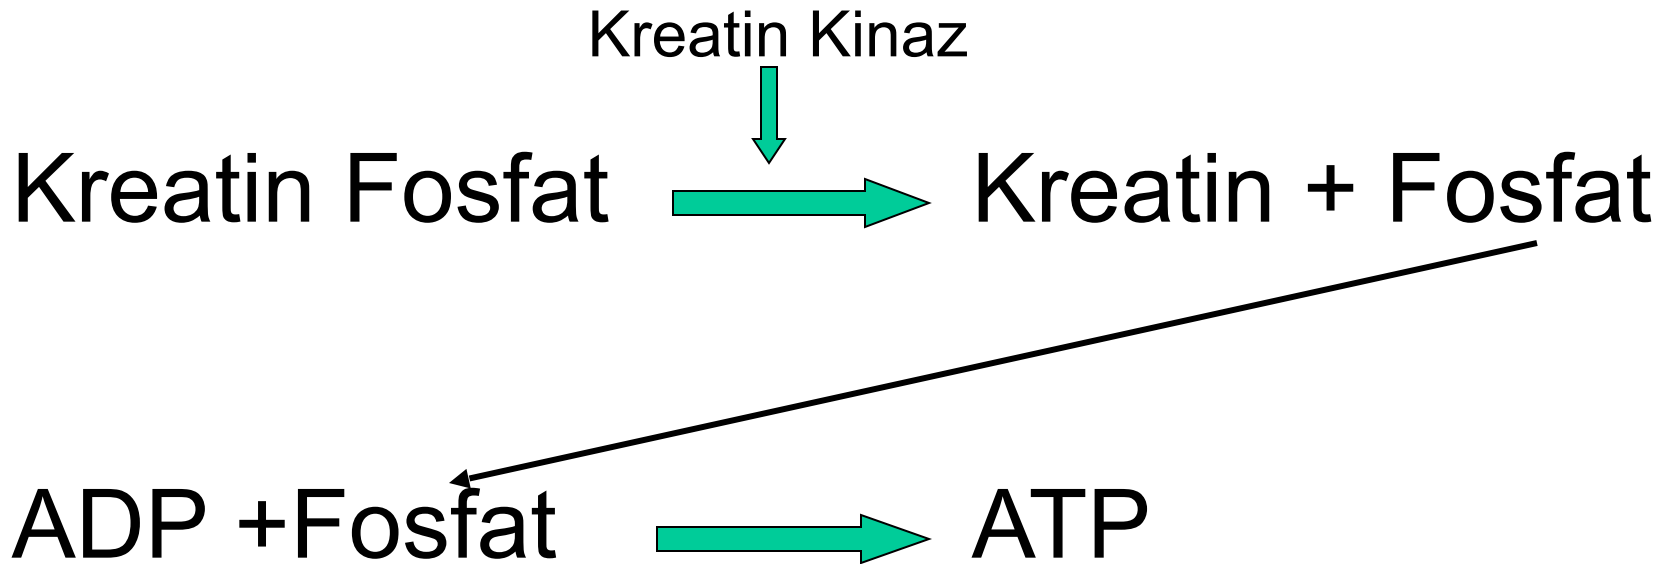 Kreatin Kinaz
Kreatin Fosfat Kreatin + Fosfat
ADP +Fosfat ATP